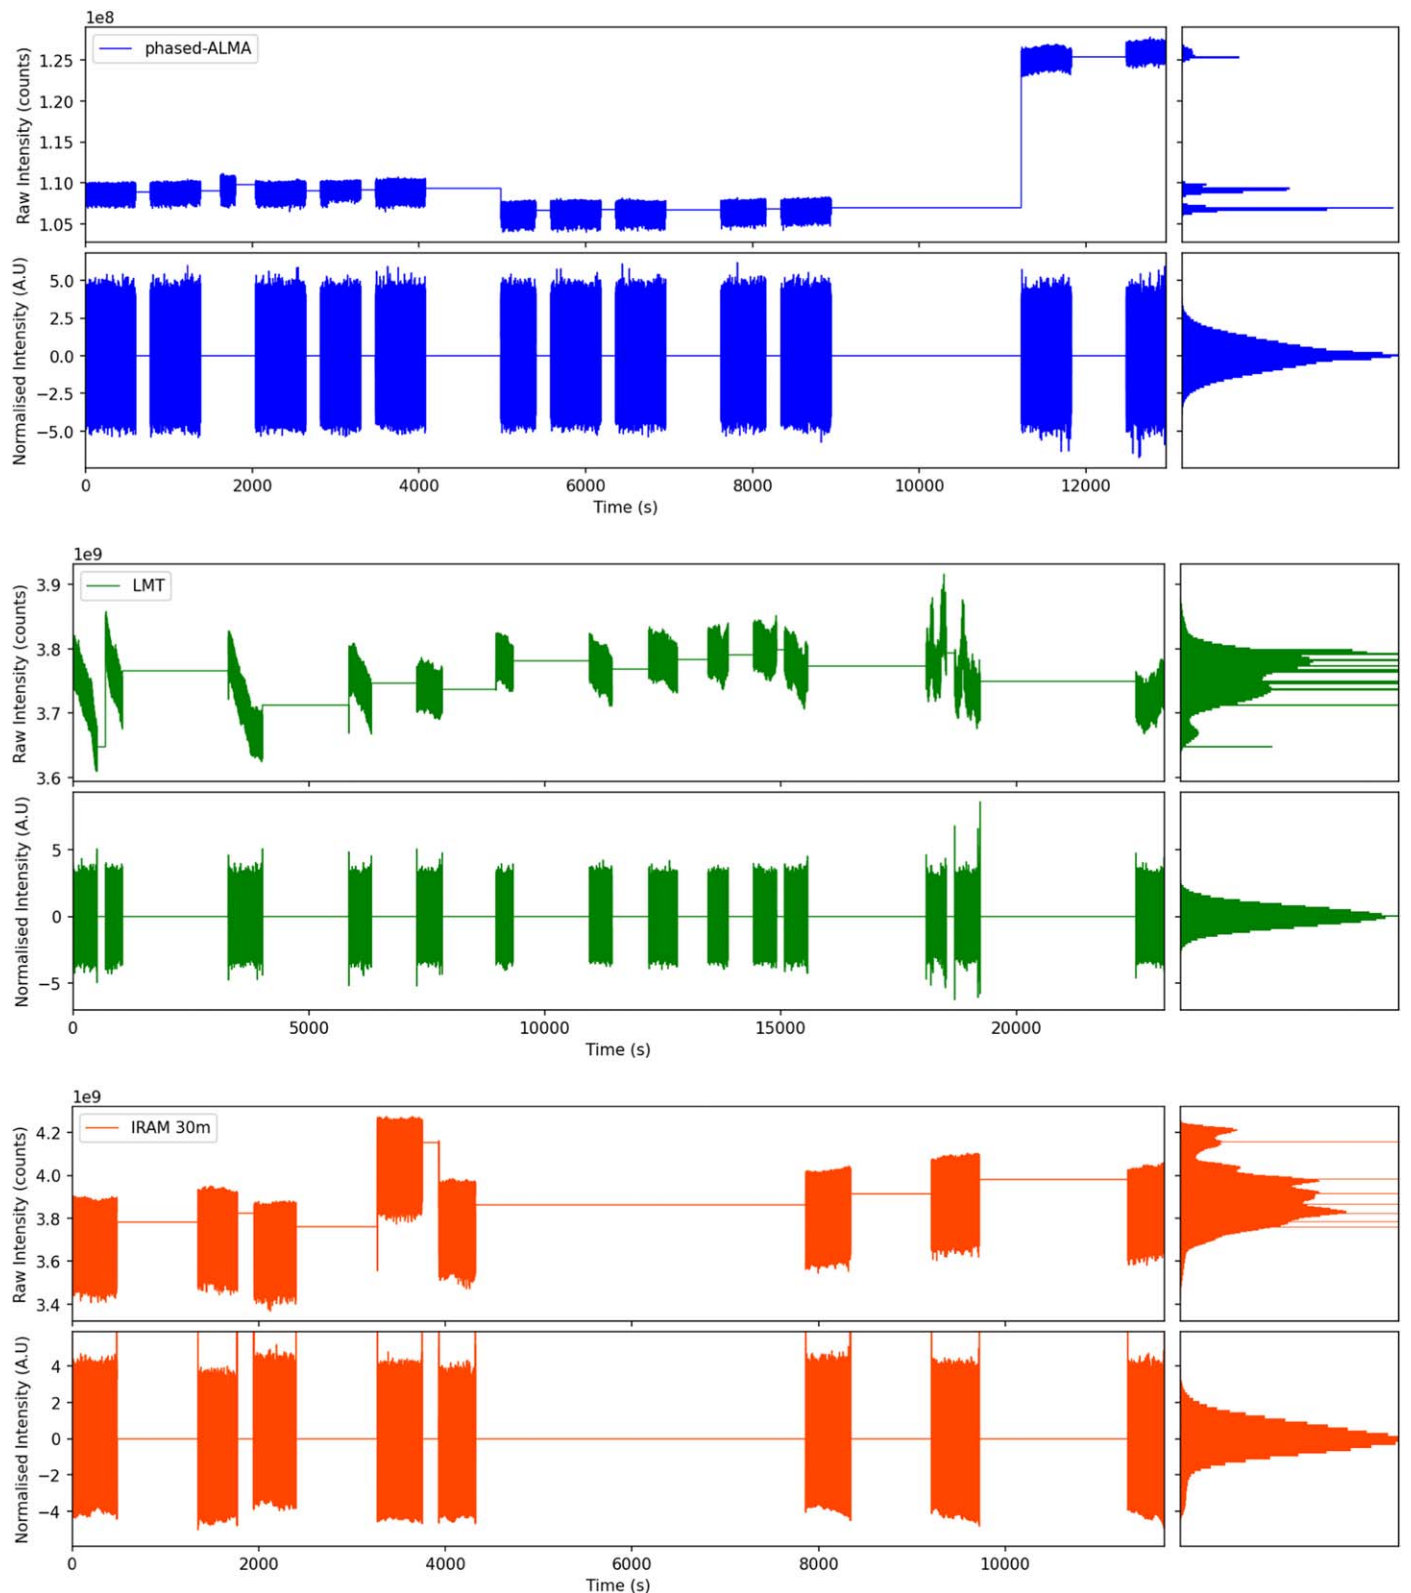 1e8
Raw Intensity (counts)
phased-ALMA
1.25
1.20
1.15
1.10
1.05
Normalised Intensity (A.U)
5.0
2.5
0.0
−2.5
−5.0
0 2000 4000 6000 8000 10000 12000
Time (s)
1e9
Raw Intensity (counts)
LMT
3.9
3.8
3.7
3.6
Normalised Intensity (A.U)
5
0
−5
0 5000 10000 15000 20000
Time (s)
1e9
Raw Intensity (counts)
IRAM 30m
4.2
4.0
3.8
3.6
3.4
Normalised Intensity (A.U)
4
2
0
−2
−4
0 2000 4000 6000 8000 10000
Time (s)